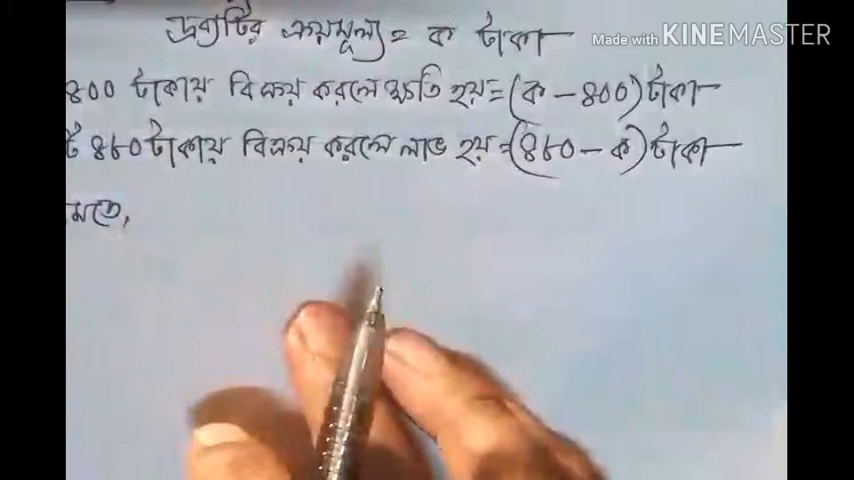 দ্রব্যটির ক্রয়মূল্য = ক টাকা
Made with KINEMASTER
৪০০ টাকায় বিক্রয় করলে ক্ষতি হয় = (ক - ৪০০) টাকা
৪৮০ টাকায় বিক্রয় করলে লাভ হয় = (৪৮০ - ক) টাকা
মতে,